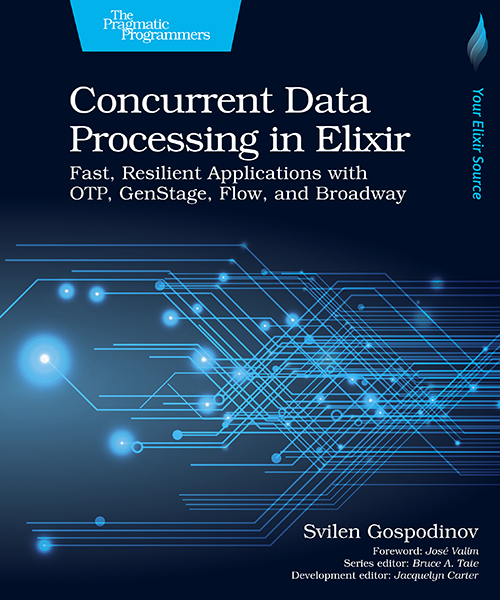 The
Pragmatic
Programmers
Your Elixir Source
Concurrent Data
Processing in Elixir
Fast, Resilient Applications with
OTP, GenStage, Flow, and Broadway
Svilen Gospodinov
Foreword: José Valim
Series editor: Bruce A. Tate
Development editor: Jacquelyn Carter